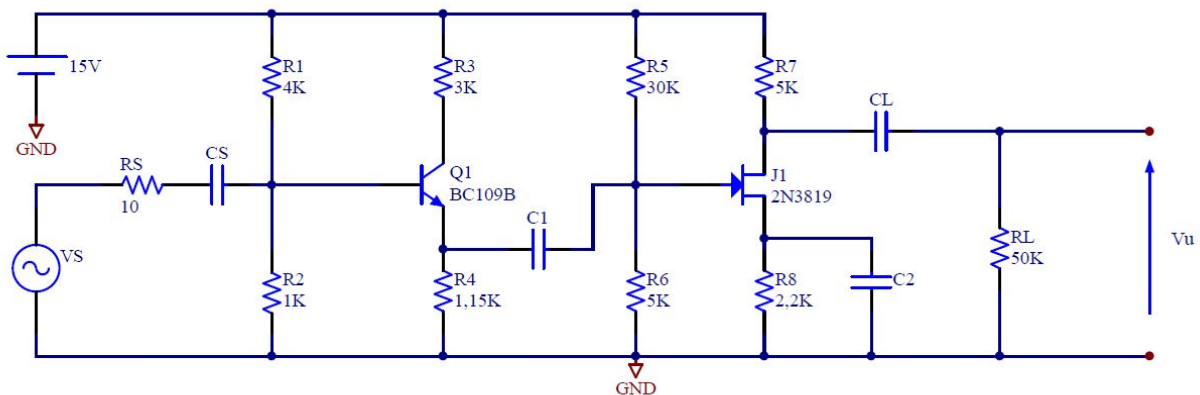 15V
GND
RS
10
CS
VS
R1
4K
R2
1K
R3
3K
Q1
BC109B
R4
1,15K
C1
R5
30K
R6
5K
GND
R7
5K
J1
2N3819
R8
2,2K
C2
CL
RL
50K
Vu